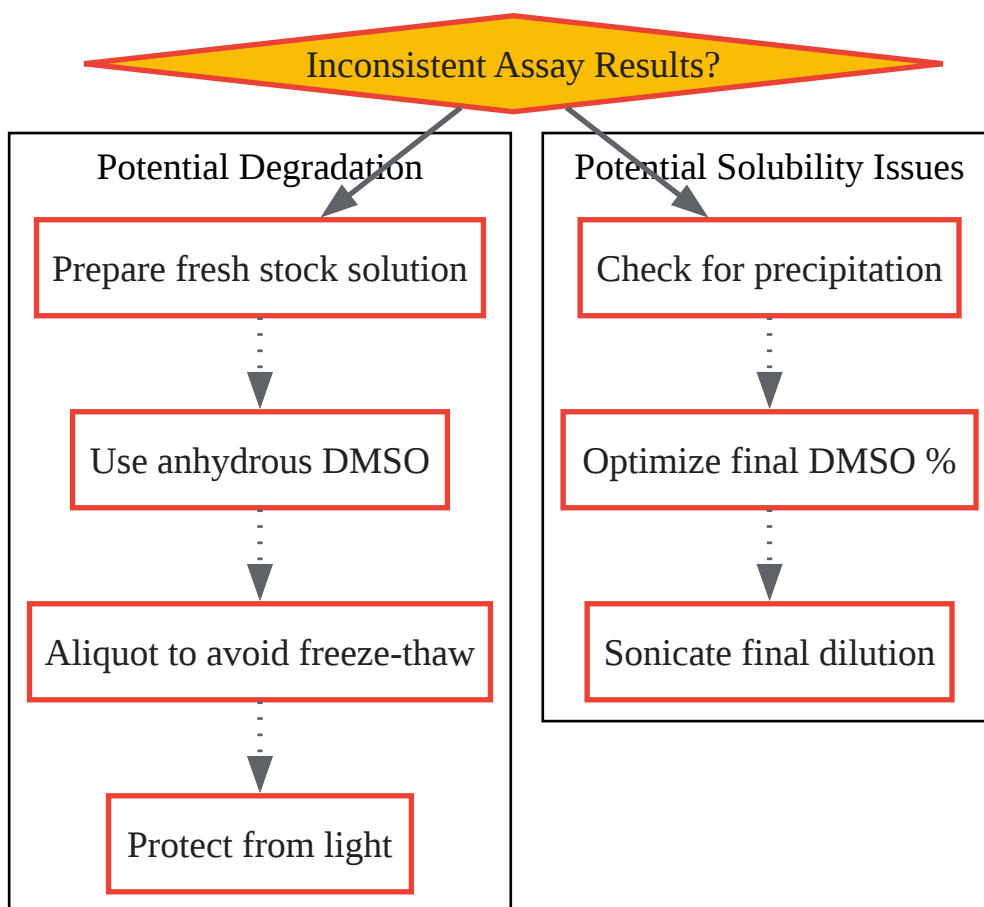 Inconsistent Assay Results?
Potential Degradation
Prepare fresh stock solution
Use anhydrous DMSO
Aliquot to avoid freeze-thaw
Protect from light
Potential Solubility Issues
Check for precipitation
Optimize final DMSO %
Sonicate final dilution